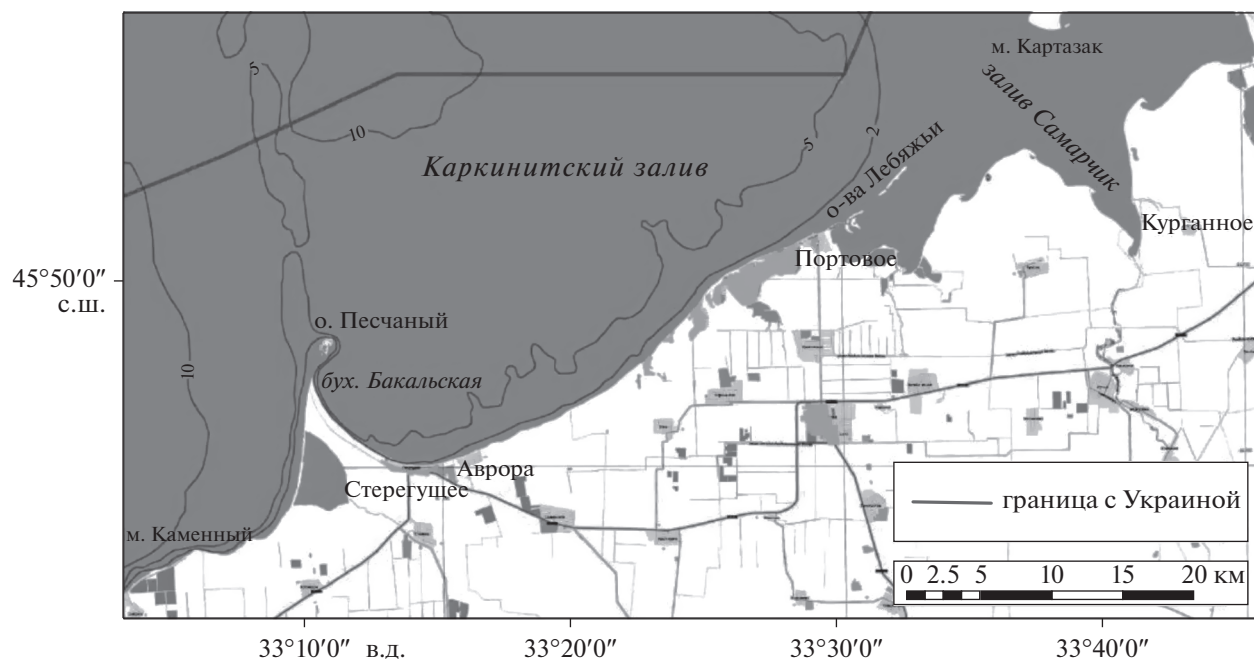 м. Картазак
залив Самарчик
5
10
5
2
Каркинитский залив
о-ва Лебяжьи
Курганное
Портовое
45°50′0″
с.ш.
о. Песчаный
10
бух. Бакальская
Аврора
Стерегущее
м. Каменный
граница с Украиной
0 2.5 5 10 15 20 км
33°10′0″ в.д. 33°20′0″ 33°30′0″ 33°40′0″